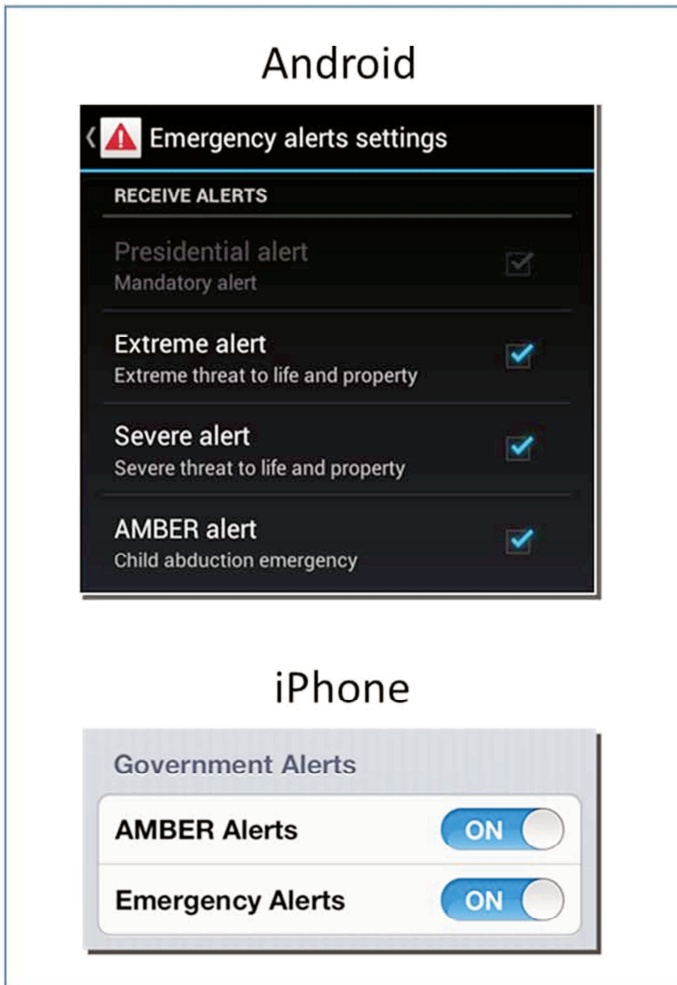 Android
Emergency alerts settings
RECEIVE ALERTS
Presidential alert
Mandatory alert
Extreme alert
Extreme threat to life and property
Severe alert
Severe threat to life and property
AMBER alert
Child abduction emergency
iPhone
Government Alerts
AMBER Alerts ON
Emergency Alerts ON